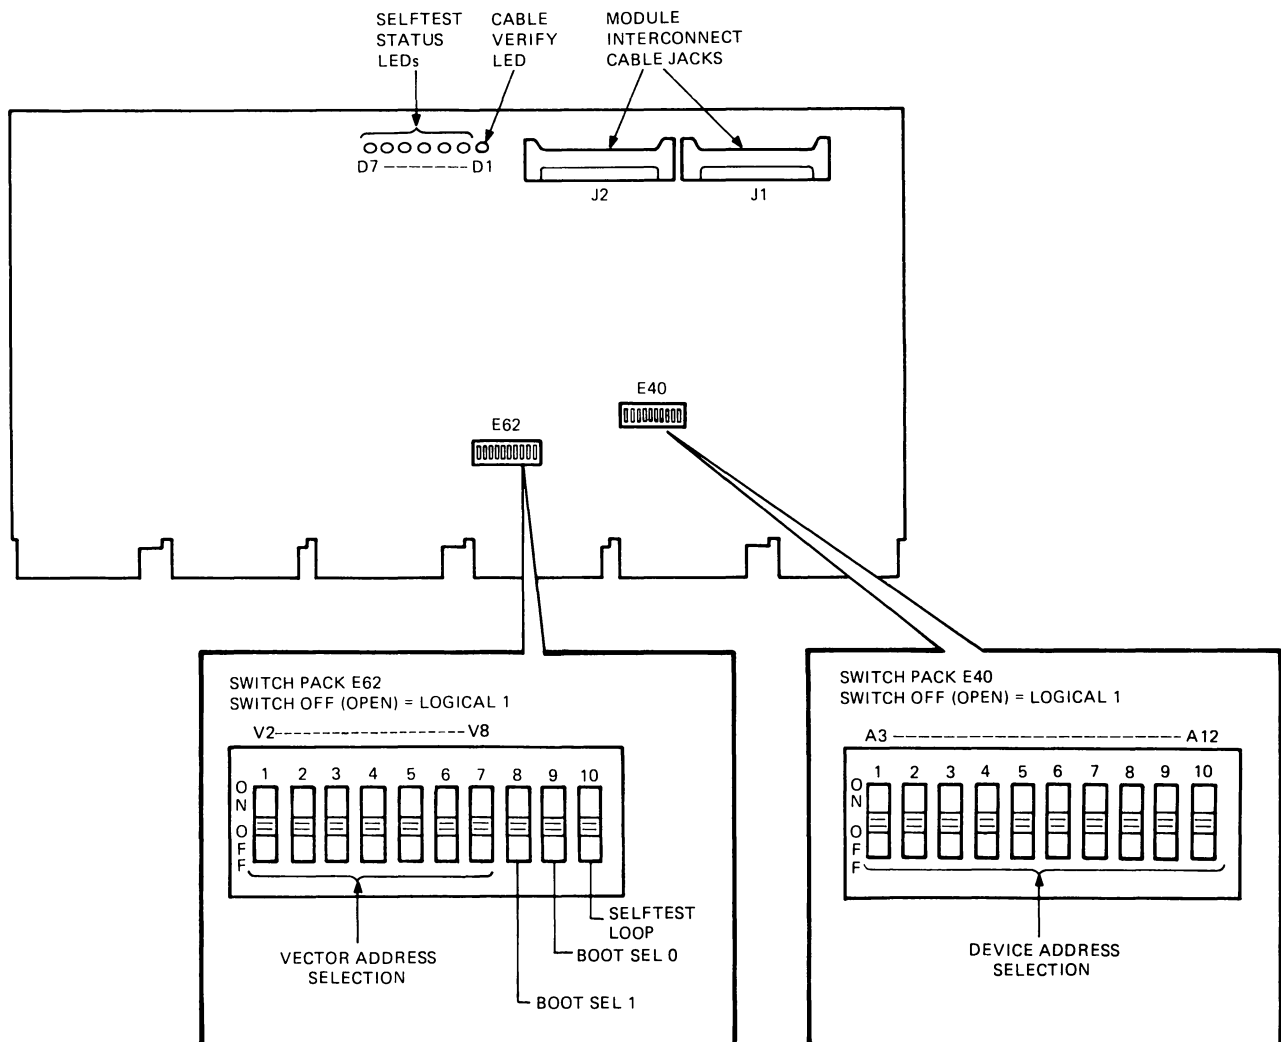 SELFTEST
STATUS
LEDs
CABLE
VERIFY
LED
MODULE
INTERCONNECT
CABLE JACKS
D7 -------- D1
J2
J1
E40
E62
SWITCH PACK E62
SWITCH OFF (OPEN) = LOGICAL 1
V2-------------------V8
1 2 3 4 5 6 7 8 9 10
ON OFF
VECTOR ADDRESS
SELECTION
SELFTEST
LOOP
BOOT SEL 0
BOOT SEL 1
SWITCH PACK E40
SWITCH OFF (OPEN) = LOGICAL 1
A3 ---------------------------- A12
1 2 3 4 5 6 7 8 9 10
ON OFF
DEVICE ADDRESS
SELECTION